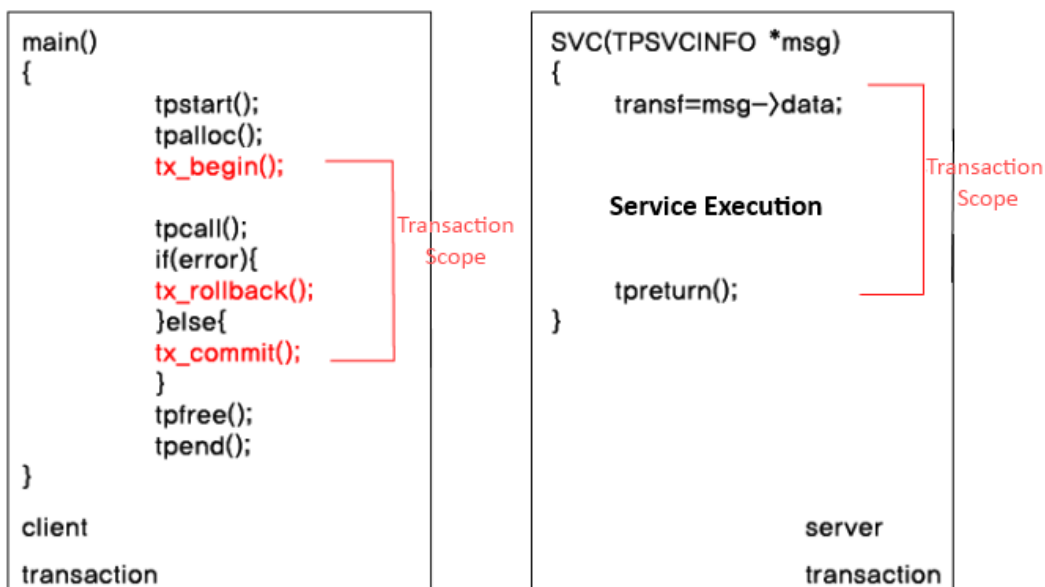 main()
{
tpstart();
tpalloc();
tx_begin();
tpcall();
if(error){
tx_rollback();
}else{
tx_commit();
}
tpfree();
tpend();
}
client
transaction
Transaction
Scope
SVC(TPSVCINFO *msg)
{
transf=msg->data;
Service Execution
tpreturn();
}
server
transaction
Transaction
Scope